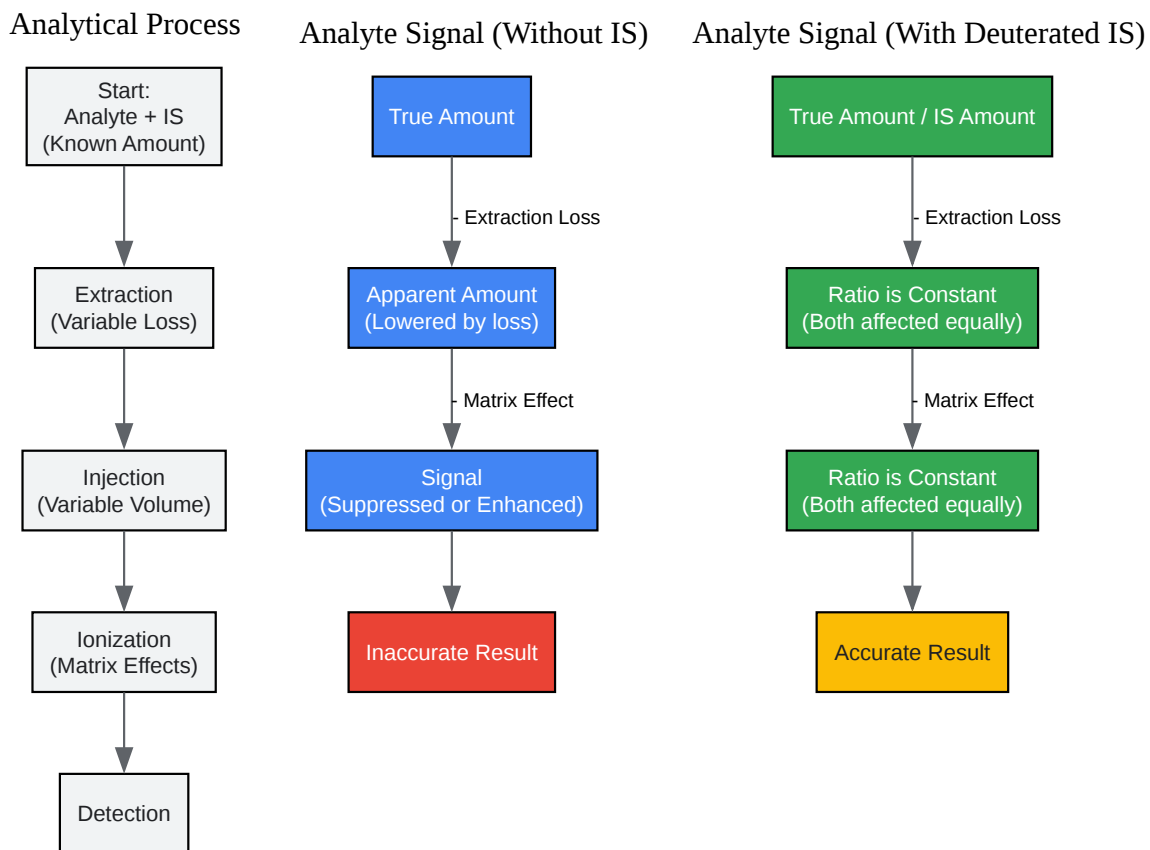 Analytical Process
Start:
Analyte + IS
(Known Amount)
Extraction
(Variable Loss)
Injection
(Variable Volume)
Ionization
(Matrix Effects)
Detection
Analyte Signal (Without IS)
True Amount
- Extraction Loss
Apparent Amount
(Lowered by loss)
- Matrix Effect
Signal
(Suppressed or Enhanced)
Inaccurate Result
Analyte Signal (With Deuterated IS)
True Amount / IS Amount
- Extraction Loss
Ratio is Constant
(Both affected equally)
- Matrix Effect
Ratio is Constant
(Both affected equally)
Accurate Result